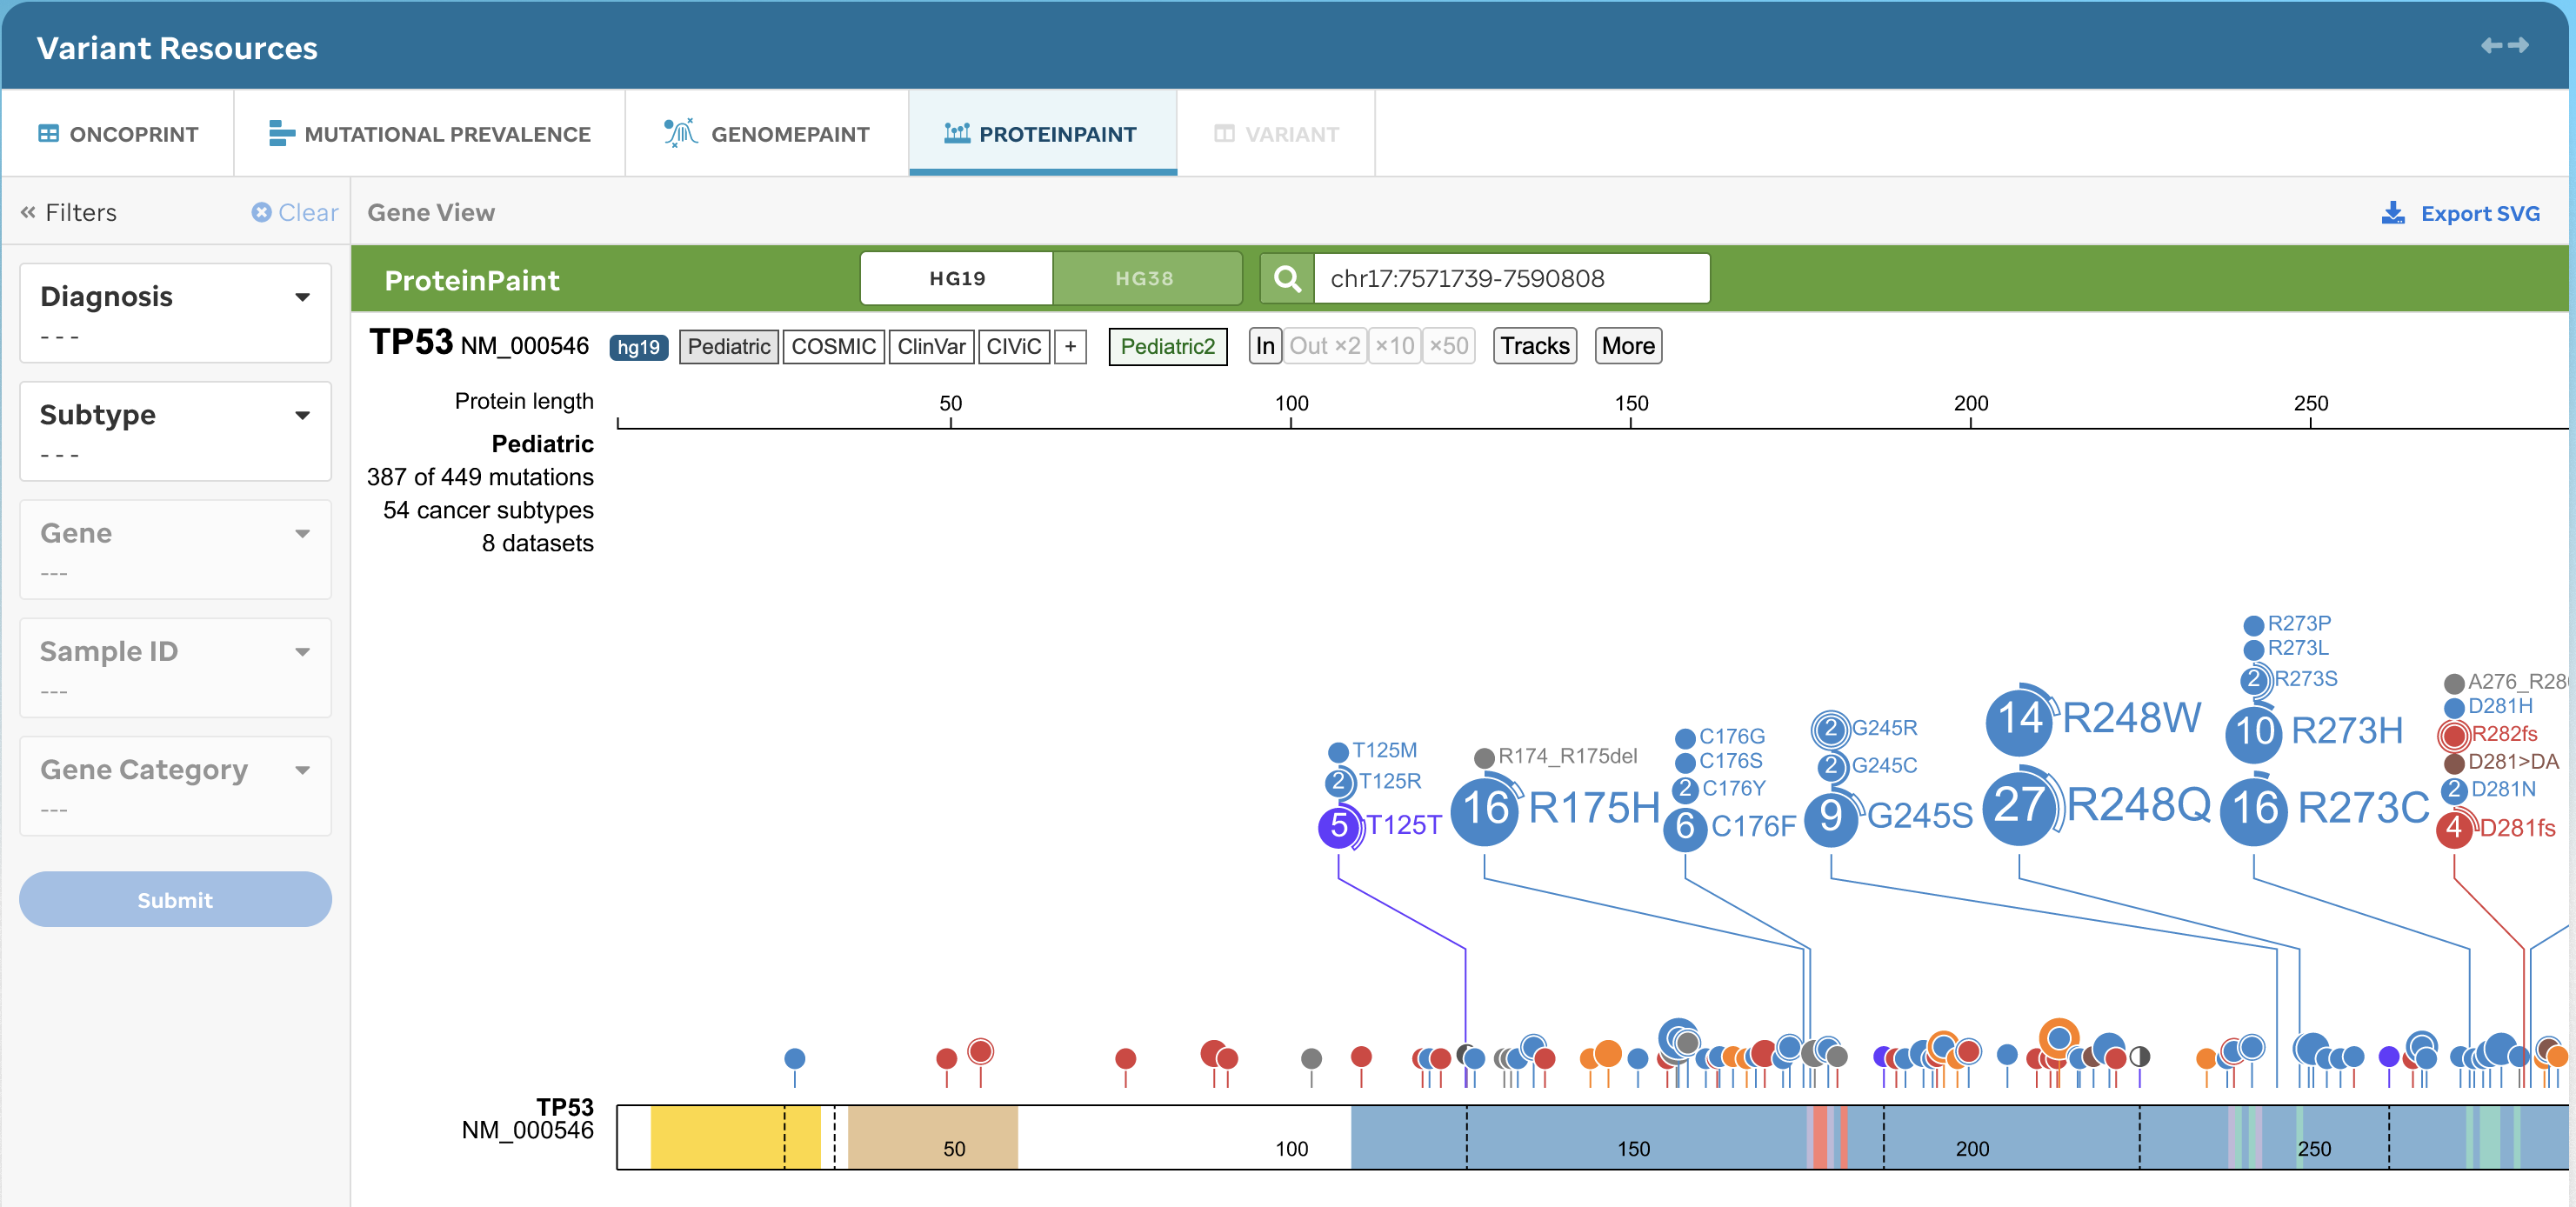 Variant Resources
ONCOPRINT
MUTATIONAL PREVALENCE
GENOMEPAINT
PROTEINPAINT
VARIANT
« Filters
Clear
Gene View
Export SVG
Diagnosis
- - -
Subtype
- - -
Gene
---
Sample ID
---
Gene Category
---
Submit
ProteinPaint
HG19
HG38
chr17:7571739-7590808
TP53 NM_000546 hg19 Pediatric COSMIC ClinVar CIViC + Pediatric2 In Out ×2 ×10 ×50 Tracks More
Protein length
50 100 150 200 250
Pediatric
387 of 449 mutations
54 cancer subtypes
8 datasets
T125M
2 T125R
5 T125T
R174_R175del
16 R175H
C176G
C176S
2 C176Y
6 C176F
2 G245R
2 G245C
9 G245S
14 R248W
27 R248Q
R273P
R273L
2 R273S
10 R273H
16 R273C
A276_R28
D281H
R282fs
D281>DA
2 D281N
4 D281fs
TP53
NM_000546
50 100 150 200 250